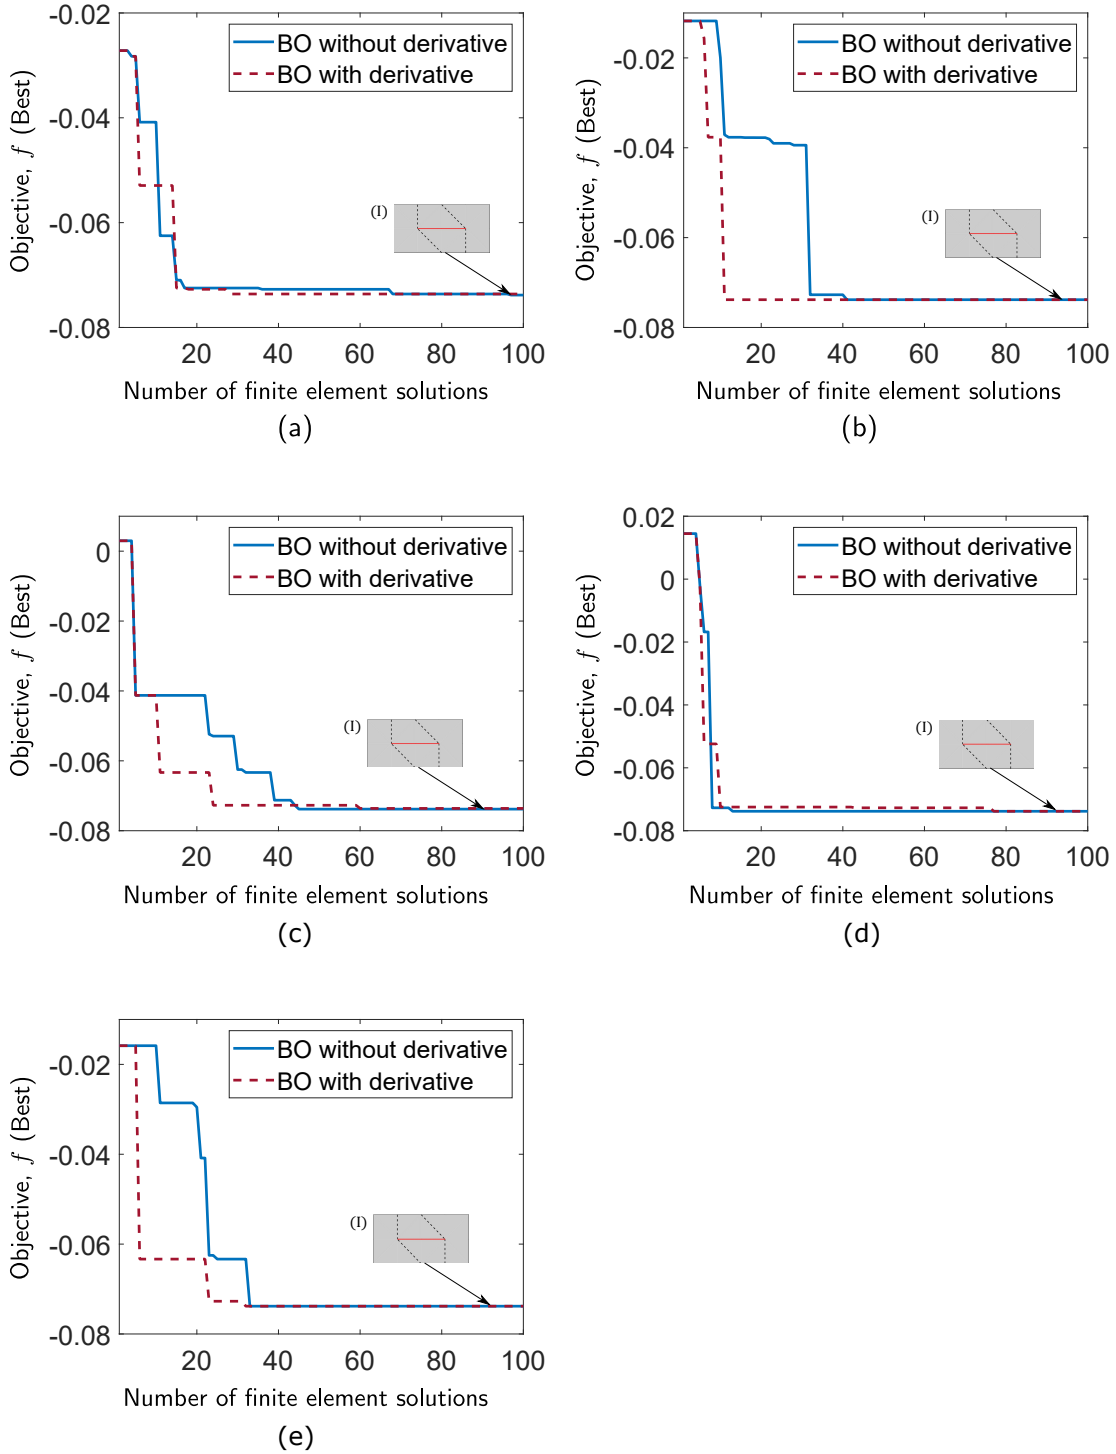 -0.02
-0.04
-0.06
-0.08
Objective, f (Best)
BO without derivative
BO with derivative
(I)
20 40 60 80 100
Number of finite element solutions
(a)
-0.02
-0.04
-0.06
-0.08
Objective, f (Best)
BO without derivative
BO with derivative
(I)
20 40 60 80 100
Number of finite element solutions
(b)
0
-0.02
-0.04
-0.06
-0.08
Objective, f (Best)
BO without derivative
BO with derivative
(I)
20 40 60 80 100
Number of finite element solutions
(c)
0.02
0
-0.02
-0.04
-0.06
-0.08
Objective, f (Best)
BO without derivative
BO with derivative
(I)
20 40 60 80 100
Number of finite element solutions
(d)
-0.02
-0.04
-0.06
-0.08
Objective, f (Best)
BO without derivative
BO with derivative
(I)
20 40 60 80 100
Number of finite element solutions
(e)